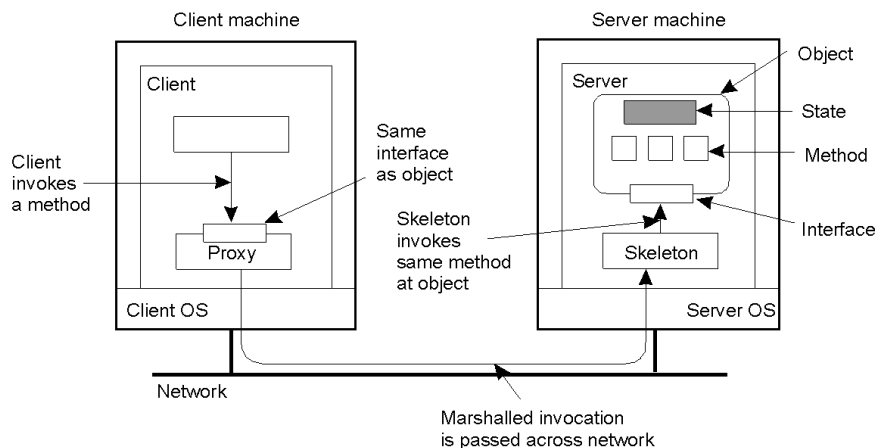 Client machine
Server machine
Object
Client
Server
State
Same
interface
as object
Client
invokes
a method
Method
Skeleton
invokes
same method
at object
Interface
Proxy
Skeleton
Client OS
Server OS
Network
Marshalled invocation
is passed across network